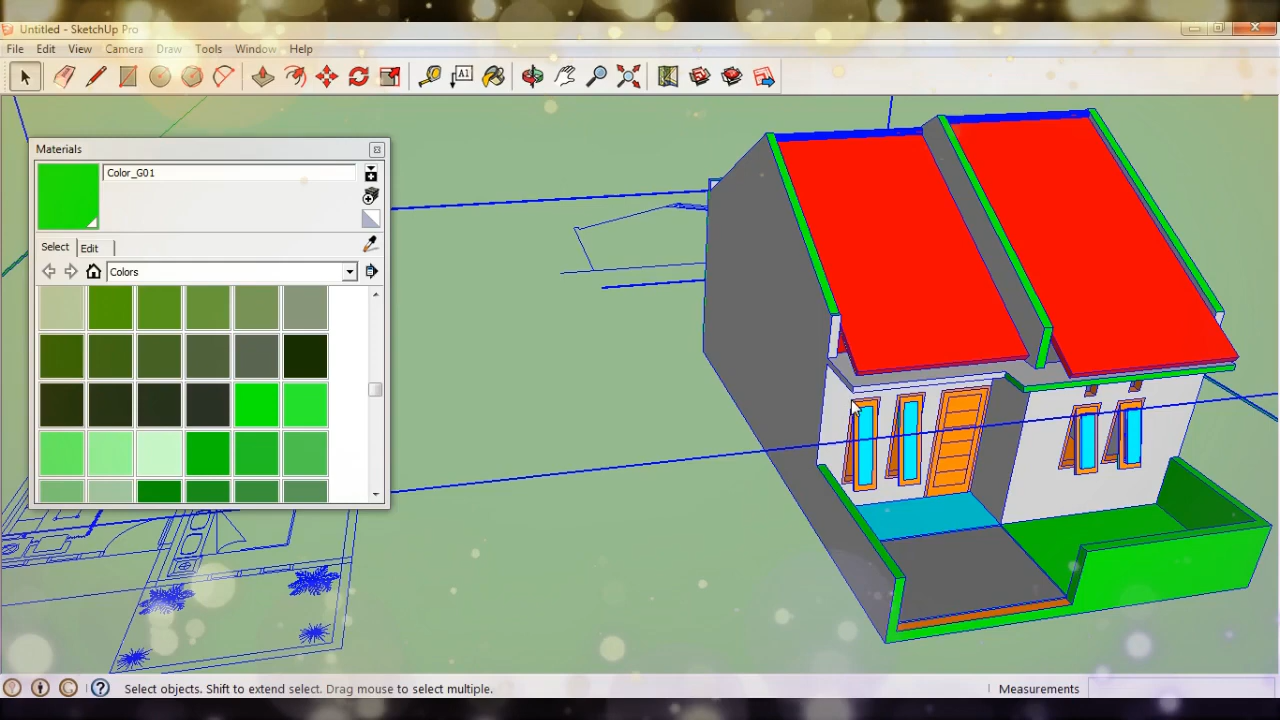 Untitled - SketchUp Pro
File Edit View Camera Draw Tools Window Help
A1
Materials
Color_G01
Select Edit
Colors
Select objects. Shift to extend select. Drag mouse to select multiple.
Measurements